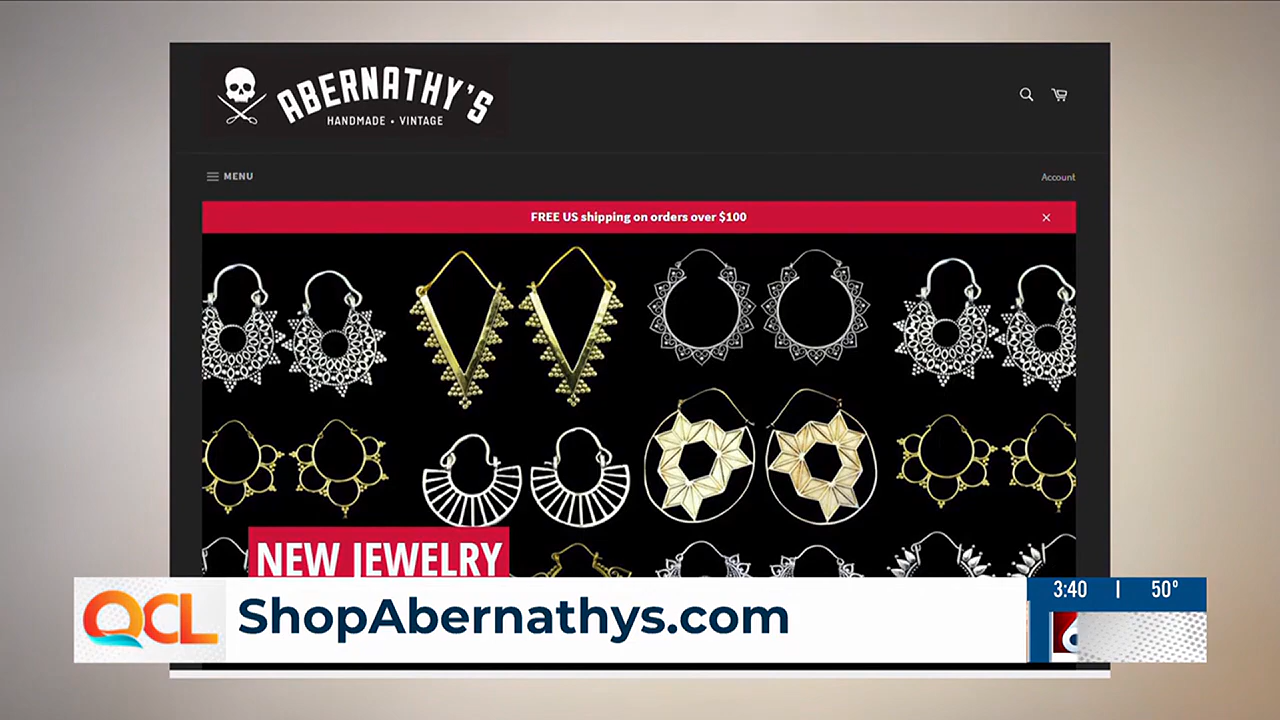 ABERNATHY'S
HANDMADE • VINTAGE
MENU
Account
FREE US shipping on orders over $100
NEW JEWELRY
QCL
ShopAbernathys.com
3:40 | 50°
6